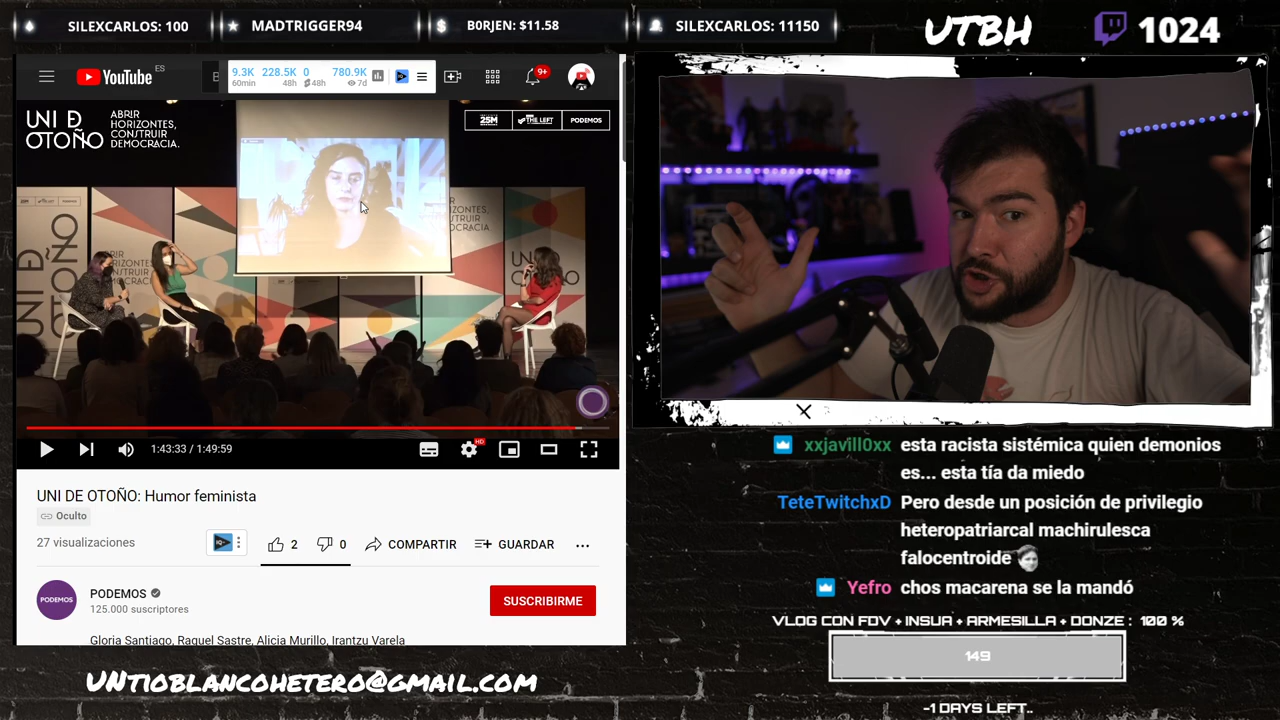 SILEXCARLOS: 100
MADTRIGGER94
B0RJEN: $11.58
SILEXCARLOS: 11150
UTBH
1024
YouTube ES
9.3K 228.5K 0 780.9K
60min 48h 48h 7d
9+
UNI D
OTOÑO
ABRIR
HORIZONTES,
CONSTRUIR
DEMOCRACIA.
25M
THE LEFT
PODEMOS
HD
1:43:33 / 1:49:59
UNI DE OTOÑO: Humor feminista
Oculto
27 visualizaciones
IQ
2
0
COMPARTIR
GUARDAR
PODEMOS
PODEMOS
125.000 suscriptores
SUSCRIBIRME
Gloria Santiago, Raquel Sastre, Alicia Murillo, Irantzu Varela
UNTIOBLANCOHETERO@GMAIL.COM
xxjavill0xx esta racista sistémica quien demonios
es... esta tía da miedo
TeteTwitchxD Pero desde un posición de privilegio
heteropatriarcal machirulesca
falocentroide
Yefro chos macarena se la mandó
VLOG CON FDV + INSUA + ARMESILLA + DONZE : 100 %
149
-1 DAYS LEFT..